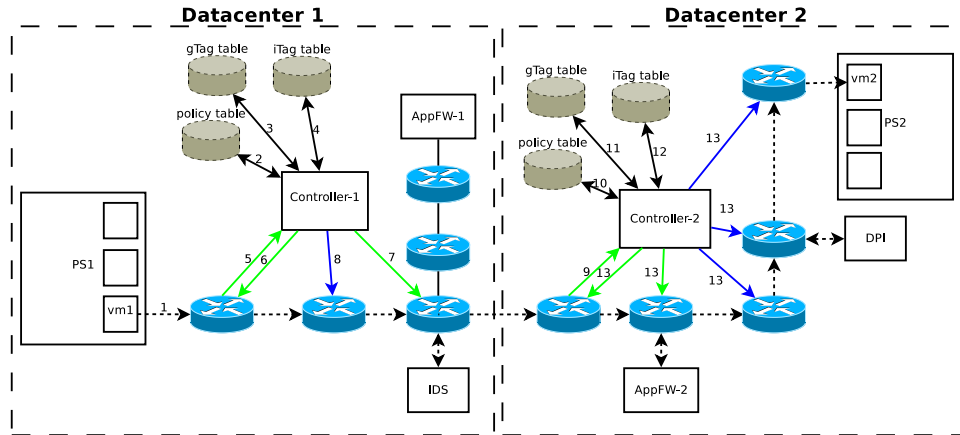 Datacenter 1
Datacenter 2
gTag table
iTag table
policy table
3
4
2
AppFW-1
Controller-1
PS1
vm1
1
5
6
8
7
IDS
gTag table
iTag table
policy table
11
12
10
13
vm2
PS2
Controller-2
13
DPI
9
13
13
13
AppFW-2